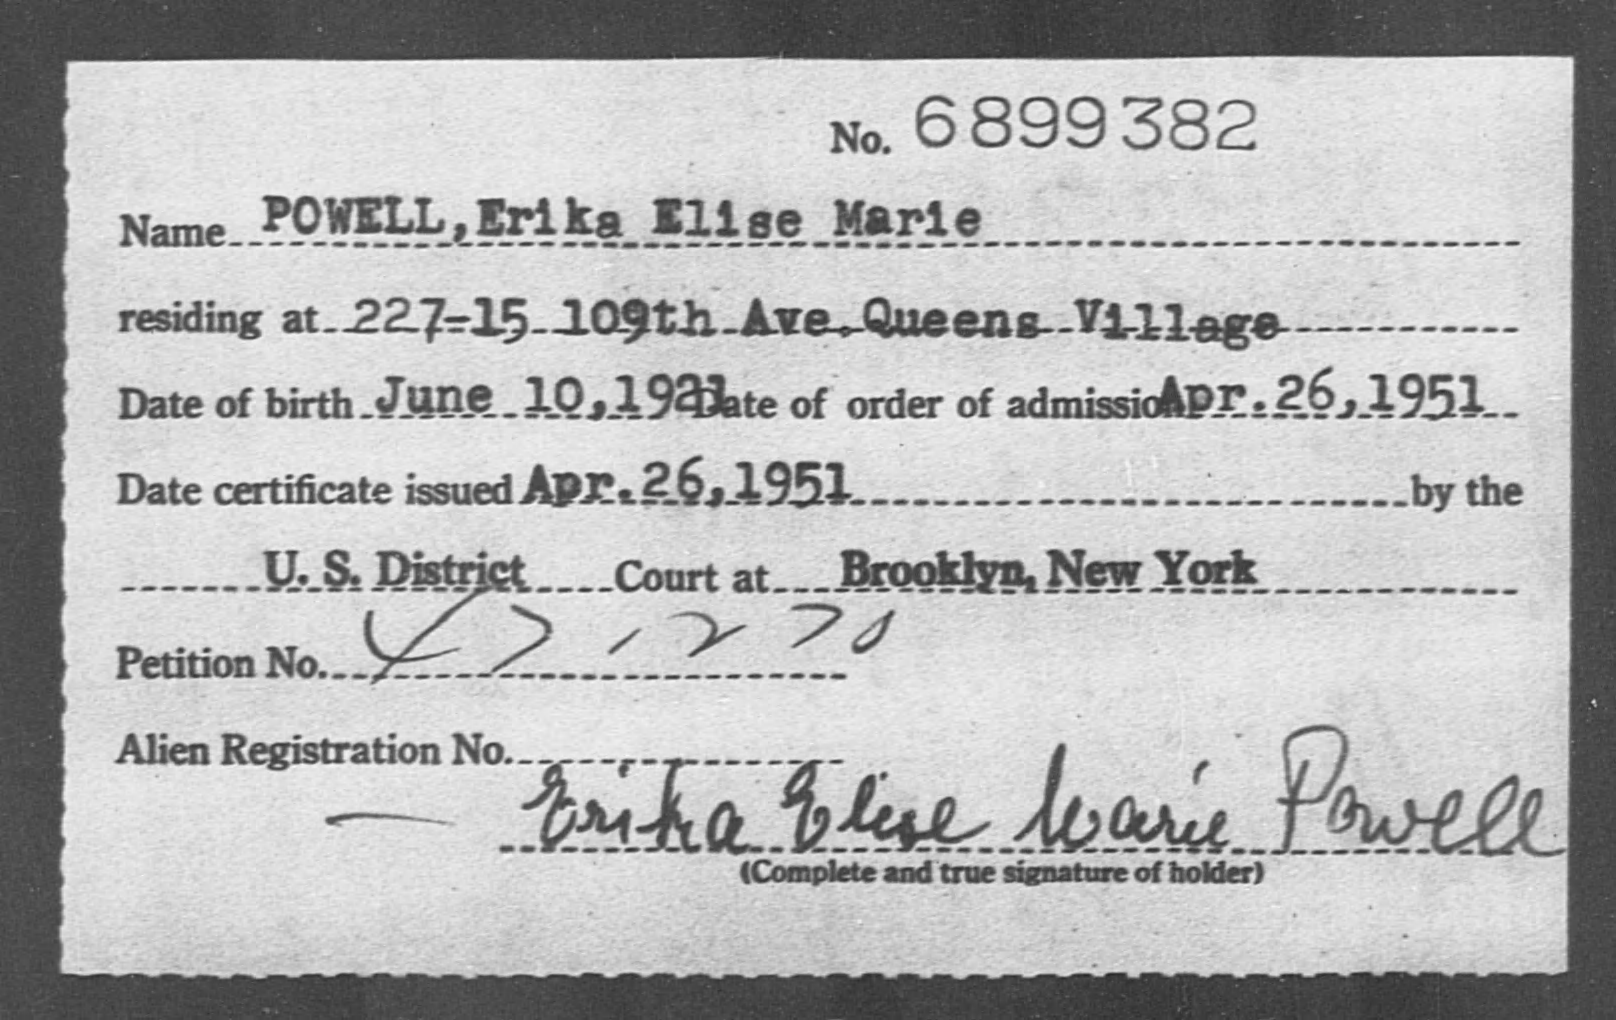 No. 6899382
Name POWELL, Erika Elise Marie
residing at 227-15 109th Ave. Queens Village
Date of birth June 10, 1921 Date of order of admission Apr. 26, 1951
Date certificate issued Apr. 26, 1951 by the
U. S. District Court at Brooklyn, New York
Petition No.
Alien Registration No.
Erika Elise Marie Powell
(Complete and true signature of holder)